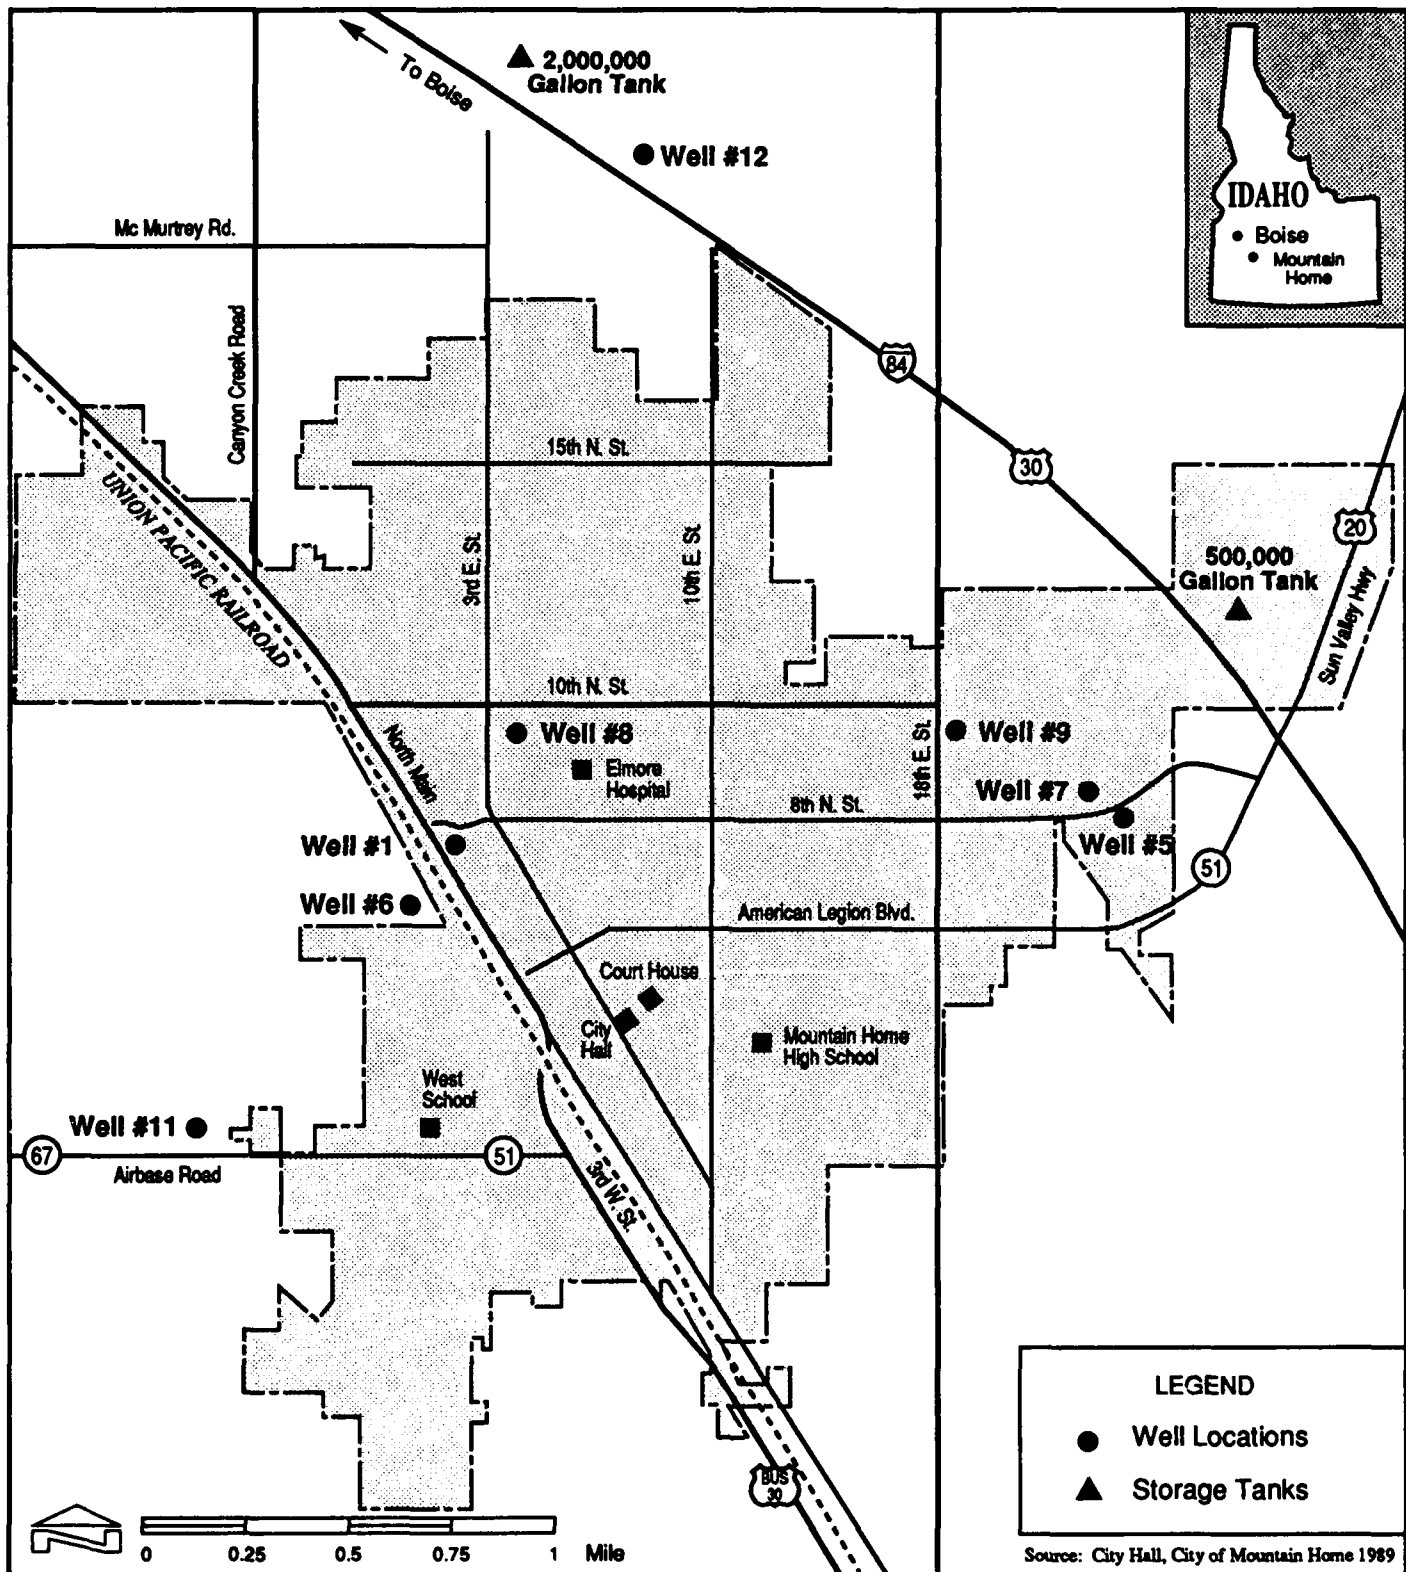 To Boise
2,000,000
Gallon Tank
Well #12
IDAHO
Boise
Mountain
Home
Mc Murtrey Rd.
Canyon Creek Road
84
15th N. St.
30
UNION PACIFIC RAILROAD
3rd E. St.
10th E. St.
20
500,000
Gallon Tank
Sun Valley Hwy
10th N. St.
North Main
Well #8
18th E. St.
Well #9
Elmore
Hospital
Well #7
8th N. St.
Well #1
Well #5
51
Well #6
American Legion Blvd.
Court House
City
Hall
Mountain Home
High School
West
School
Well #11
67
51
Airbase Road
3rd W. St.
LEGEND
Well Locations
Storage Tanks
BUS
30
N
0 0.25 0.5 0.75 1 Mile
Source: City Hall, City of Mountain Home 1989